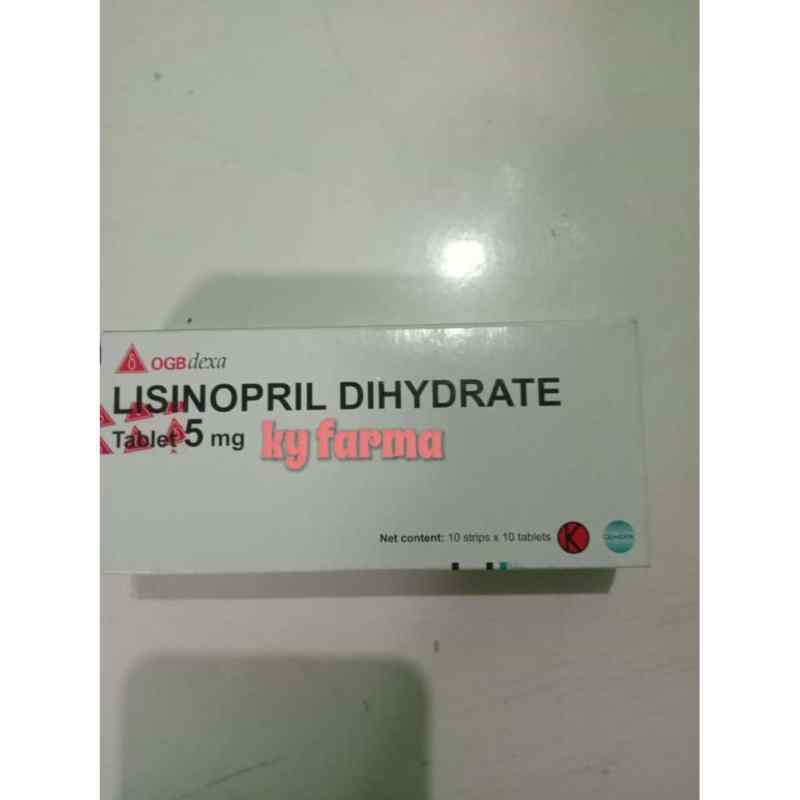 OGBdexa
LISINOPRIL DIHYDRATE
Tablet 5 mg
ky farma
Net content: 10 strips x 10 tablets
K